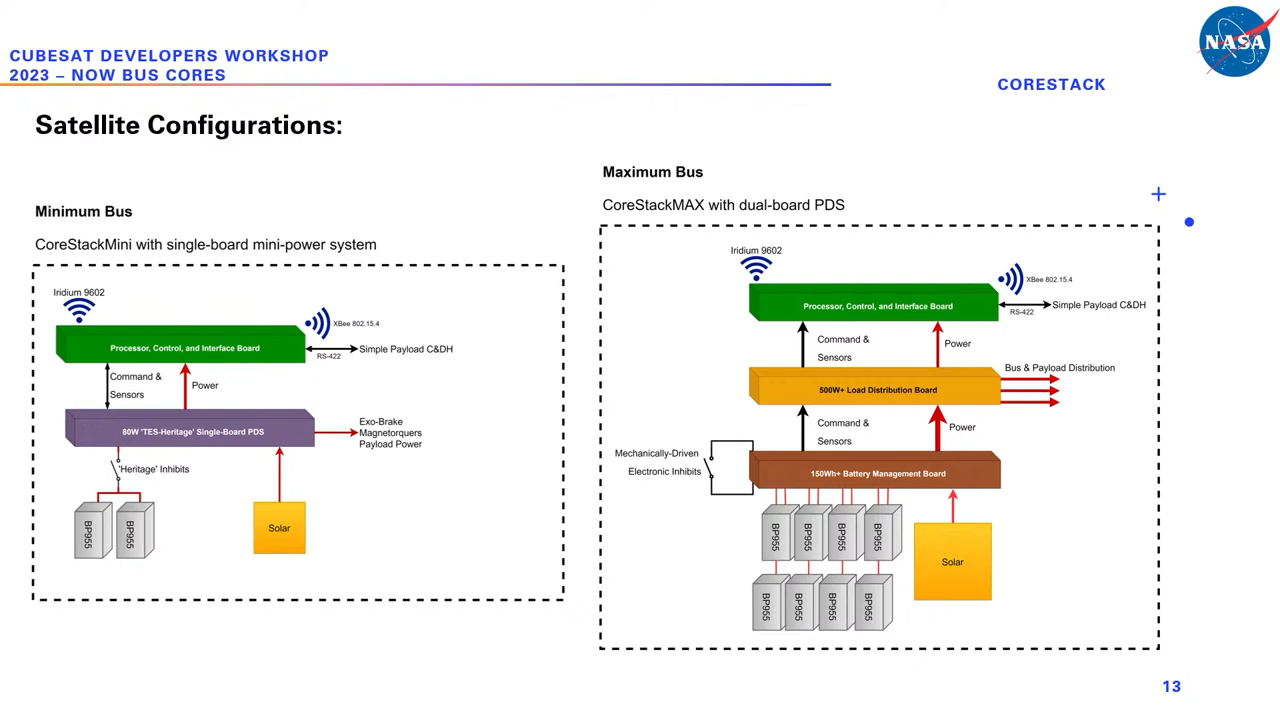 NASA
CUBESAT DEVELOPERS WORKSHOP
2023 – NOW BUS CORES
CORESTACK
Satellite Configurations:
Minimum Bus
CoreStackMini with single-board mini-power system
Iridium 9602
XBee 802.15.4
Processor, Control, and Interface Board
RS-422
Simple Payload C&DH
Command &
Sensors
Power
80W 'TES-Heritage' Single-Board PDS
Exo-Brake
Magnetorquers
Payload Power
'Heritage' Inhibits
BP955
BP955
Solar
Maximum Bus
CoreStackMAX with dual-board PDS
Iridium 9602
XBee 802.15.4
Processor, Control, and Interface Board
RS-422
Simple Payload C&DH
Command &
Sensors
Power
Bus & Payload Distribution
500W+ Load Distribution Board
Command &
Sensors
Power
Mechanically-Driven
Electronic Inhibits
150Wh+ Battery Management Board
BP955
BP955
BP955
BP955
Solar
BP955
BP955
BP955
BP955
13